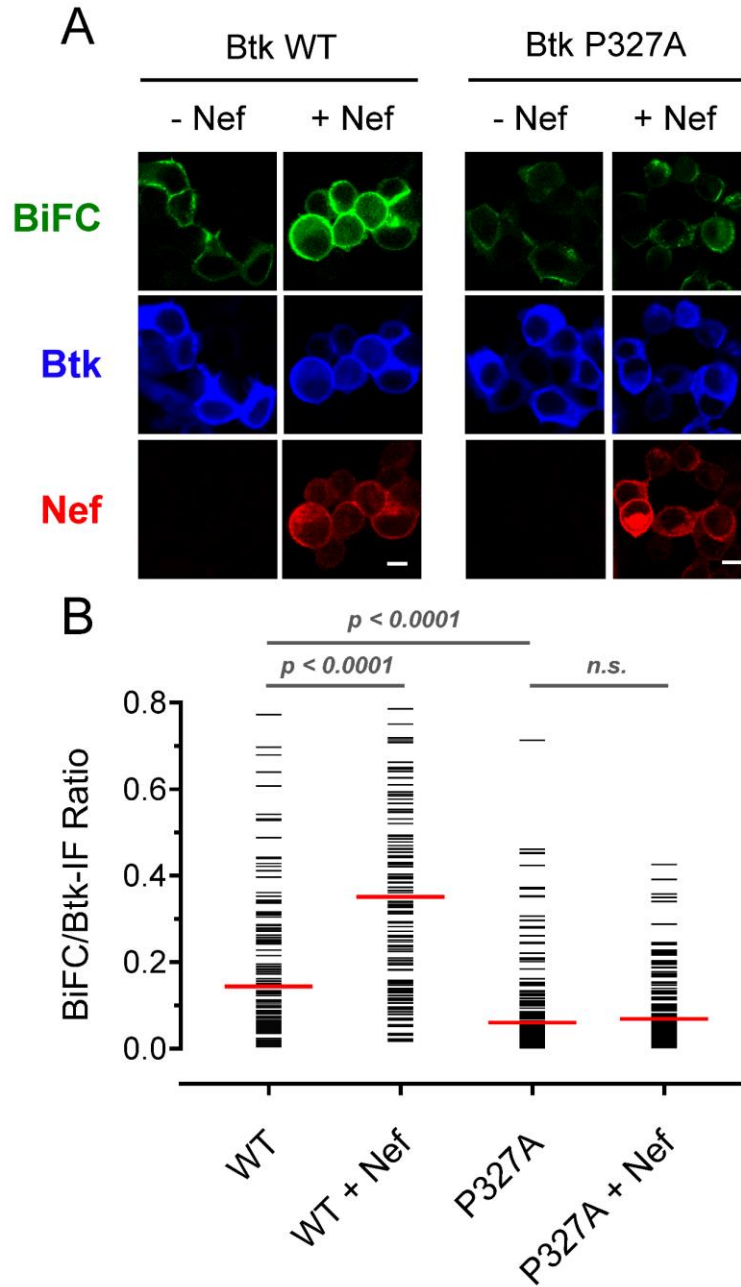 A
Btk WT
Btk P327A
- Nef
+ Nef
- Nef
+ Nef
BiFC
Btk
Nef
B
p < 0.0001
p < 0.0001
n.s.
BiFC/Btk-IF Ratio
0.8
0.6
0.4
0.2
0.0
WT
WT + Nef
P327A
P327A + Nef